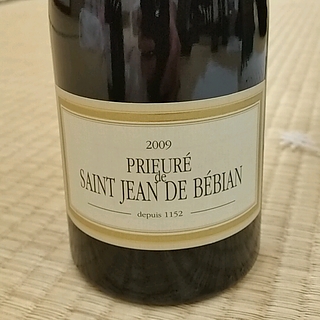 2009
PRIEURÉ
de
SAINT JEAN DE BÉBIAN
depuis 1152